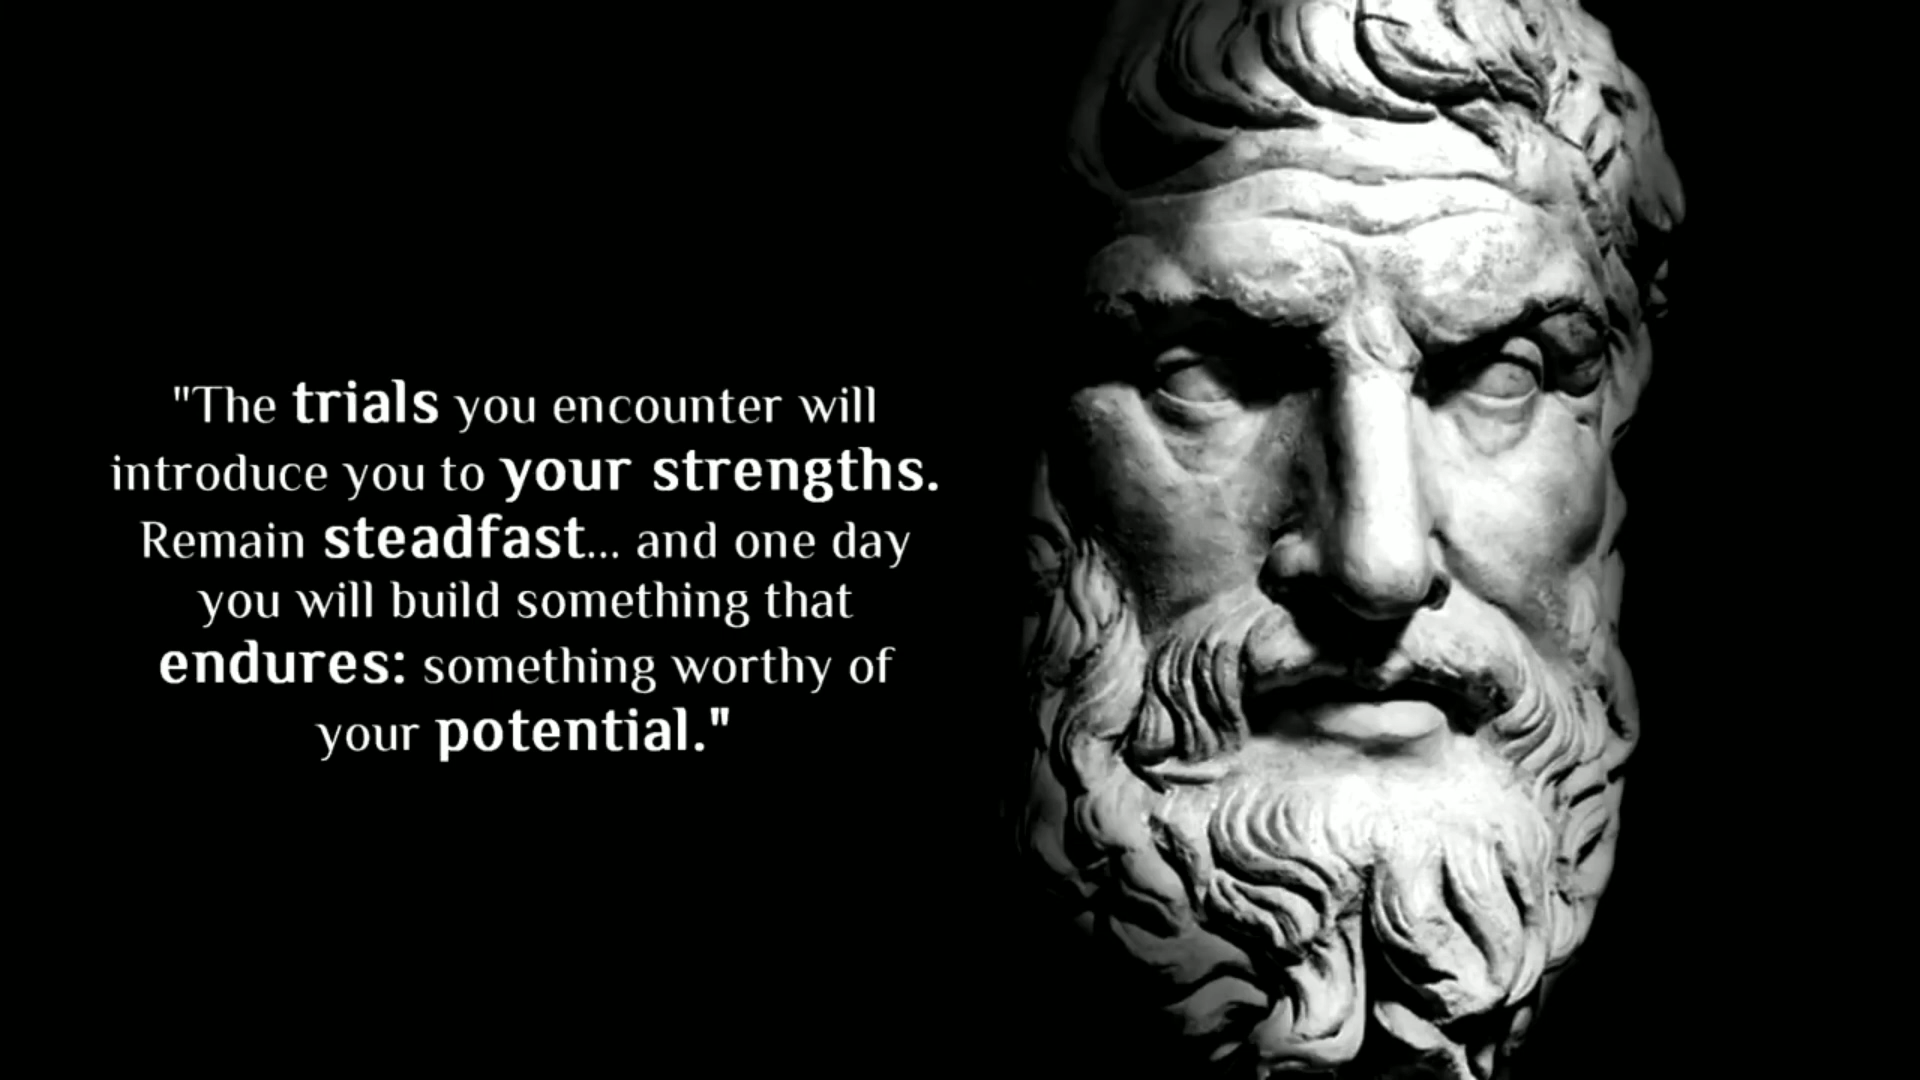 "The trials you encounter will
introduce you to your strengths.
Remain steadfast... and one day
you will build something that
endures: something worthy of
your potential."